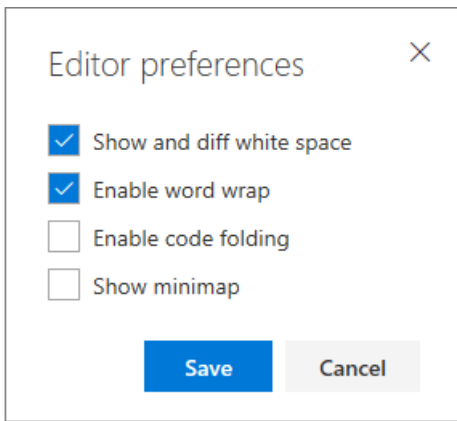 Editor preferences
Show and diff white space
Enable word wrap
Enable code folding
Show minimap
Save Cancel